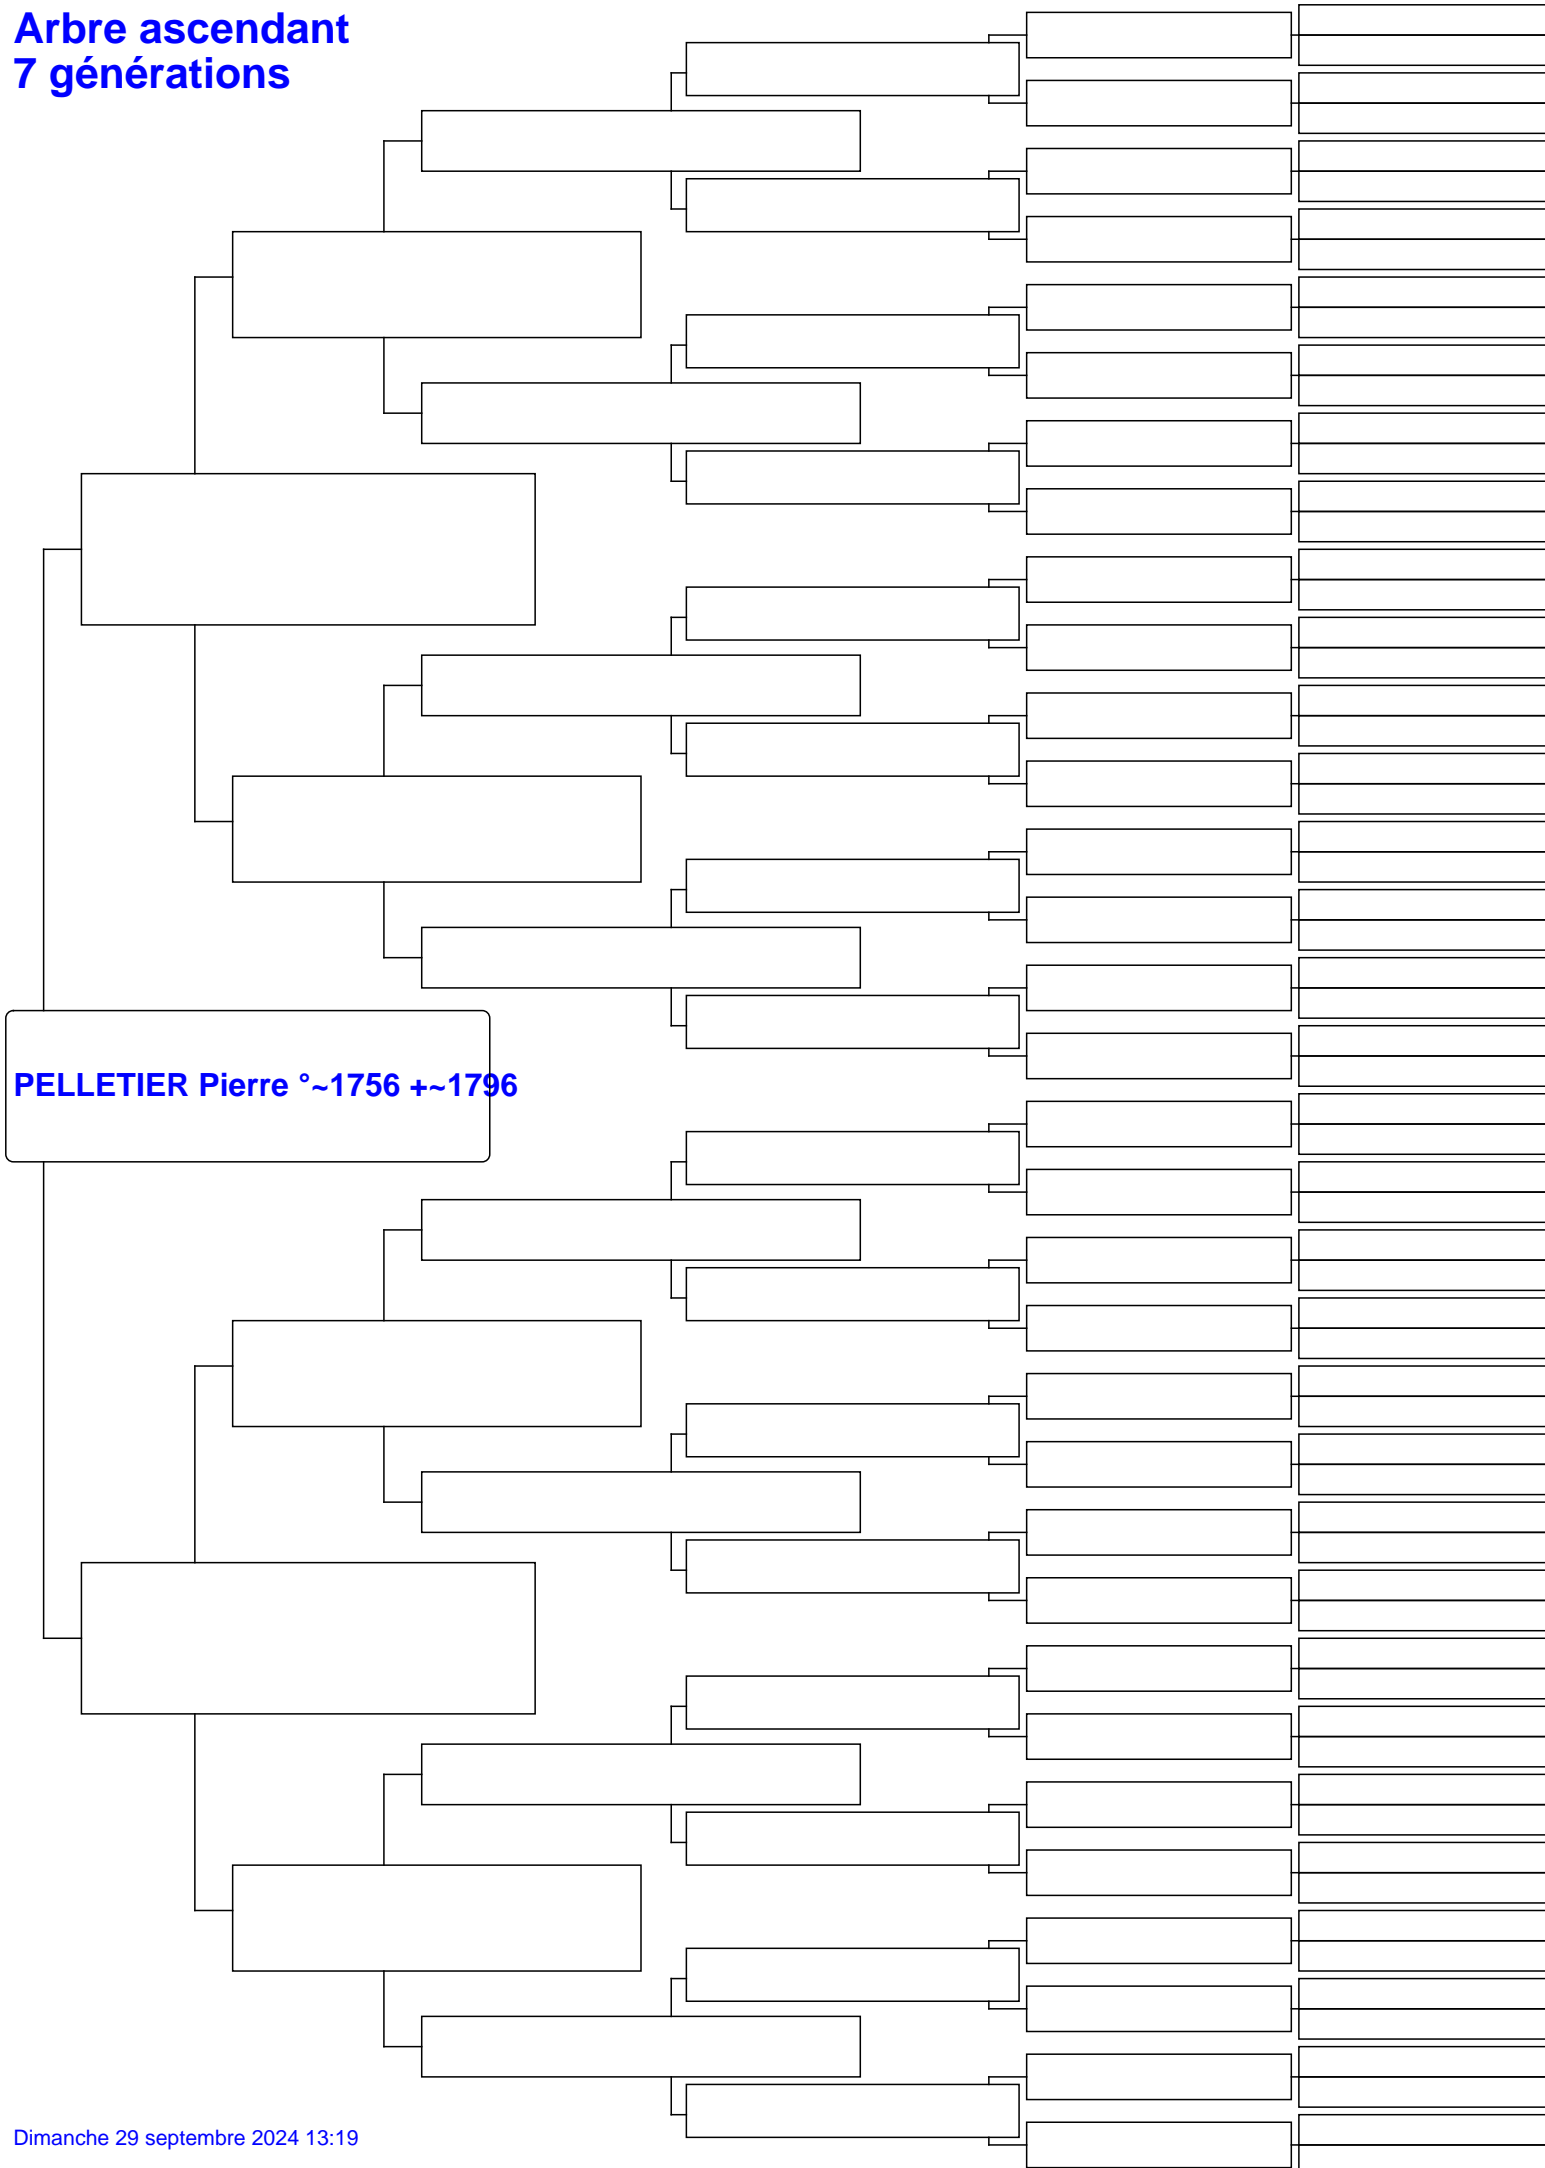 Arbre ascendant
7 générations
PELLETIER Pierre °~1756 +~1796
Dimanche 29 septembre 2024 13:19